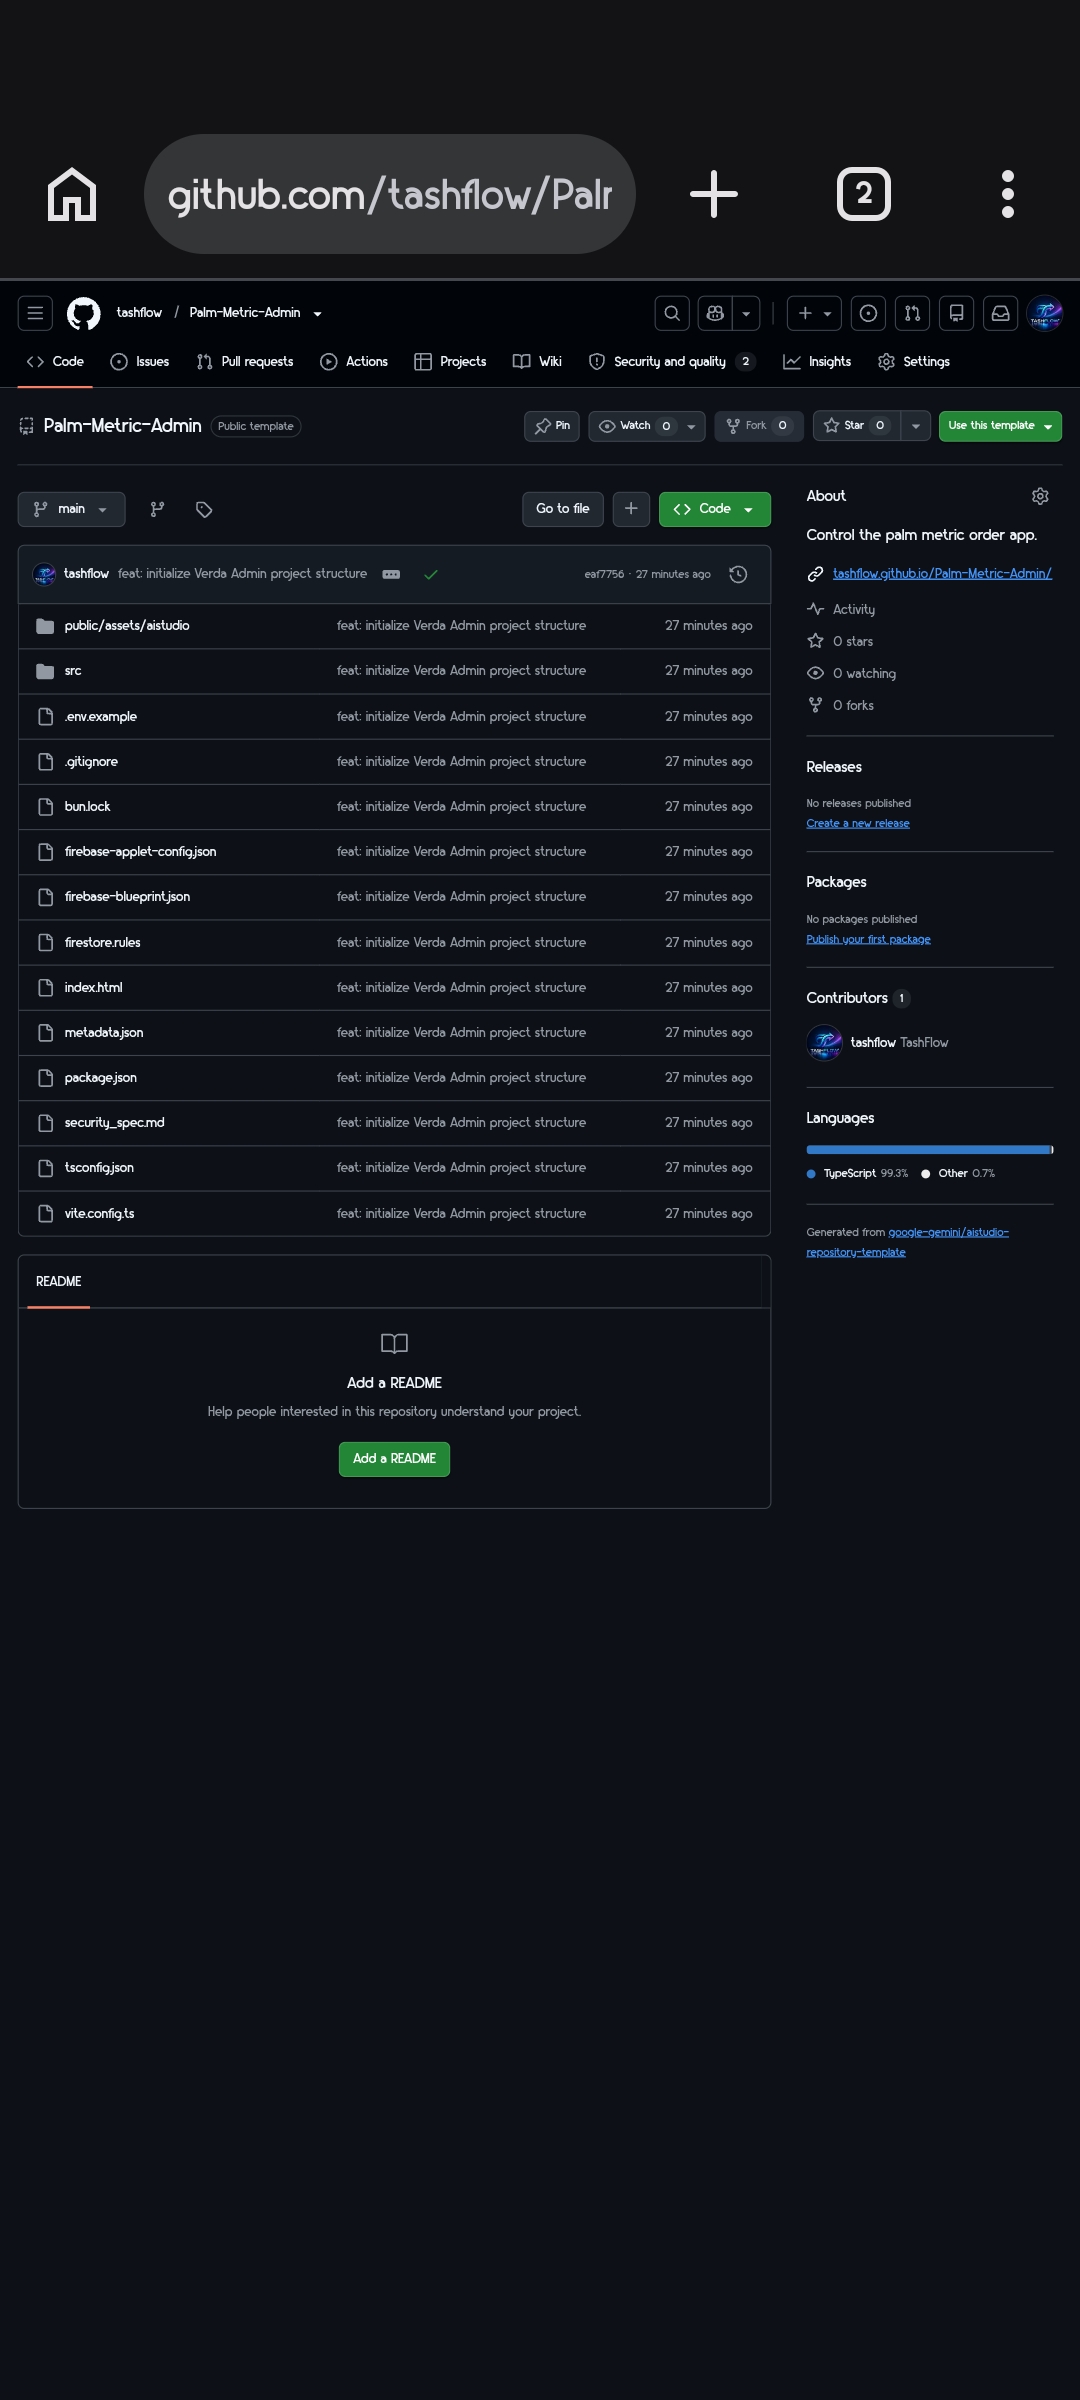 github.com/tashflow/Palr
2
tashflow / Palm-Metric-Admin
Code Issues Pull requests Actions Projects Wiki Security and quality 2 Insights Settings
Palm-Metric-Admin Public template Pin Watch 0 Fork 0 Star 0 Use this template
main Go to file Code
tashflow feat: initialize Verda Admin project structure eaf7756 · 27 minutes ago
public/assets/aistudio feat: initialize Verda Admin project structure 27 minutes ago
src feat: initialize Verda Admin project structure 27 minutes ago
.env.example feat: initialize Verda Admin project structure 27 minutes ago
.gitignore feat: initialize Verda Admin project structure 27 minutes ago
bun.lock feat: initialize Verda Admin project structure 27 minutes ago
firebase-applet-config.json feat: initialize Verda Admin project structure 27 minutes ago
firebase-blueprint.json feat: initialize Verda Admin project structure 27 minutes ago
firestore.rules feat: initialize Verda Admin project structure 27 minutes ago
index.html feat: initialize Verda Admin project structure 27 minutes ago
metadata.json feat: initialize Verda Admin project structure 27 minutes ago
package.json feat: initialize Verda Admin project structure 27 minutes ago
security_spec.md feat: initialize Verda Admin project structure 27 minutes ago
tsconfig.json feat: initialize Verda Admin project structure 27 minutes ago
vite.config.ts feat: initialize Verda Admin project structure 27 minutes ago
README
Add a README
Help people interested in this repository understand your project.
Add a README
About
Control the palm metric order app.
tashflow.github.io/Palm-Metric-Admin/
Activity
0 stars
0 watching
0 forks
Releases
No releases published
Create a new release
Packages
No packages published
Publish your first package
Contributors 1
tashflow TashFlow
Languages
TypeScript 99.3% Other 0.7%
Generated from google-gemini/aistudio-
repository-template